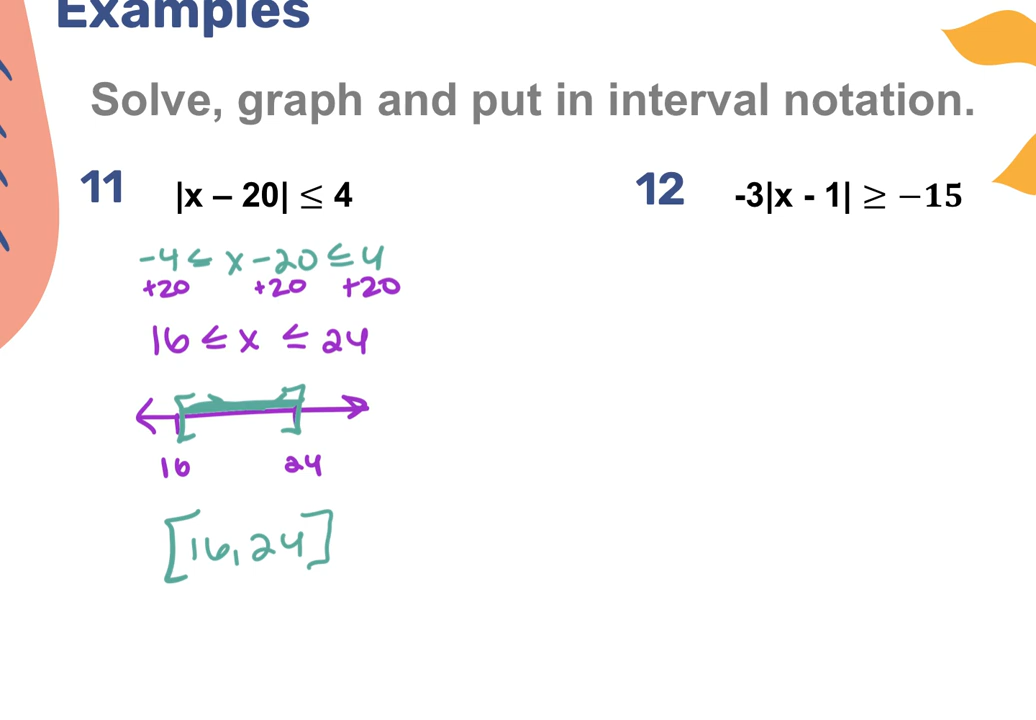 Examples
Solve, graph and put in interval notation.
11 |x – 20| ≤ 4
-4 ≤ x - 20 ≤ 4
+20 +20 +20
16 ≤ x ≤ 24
16 24
[16, 24]
12 -3|x - 1| ≥ −15